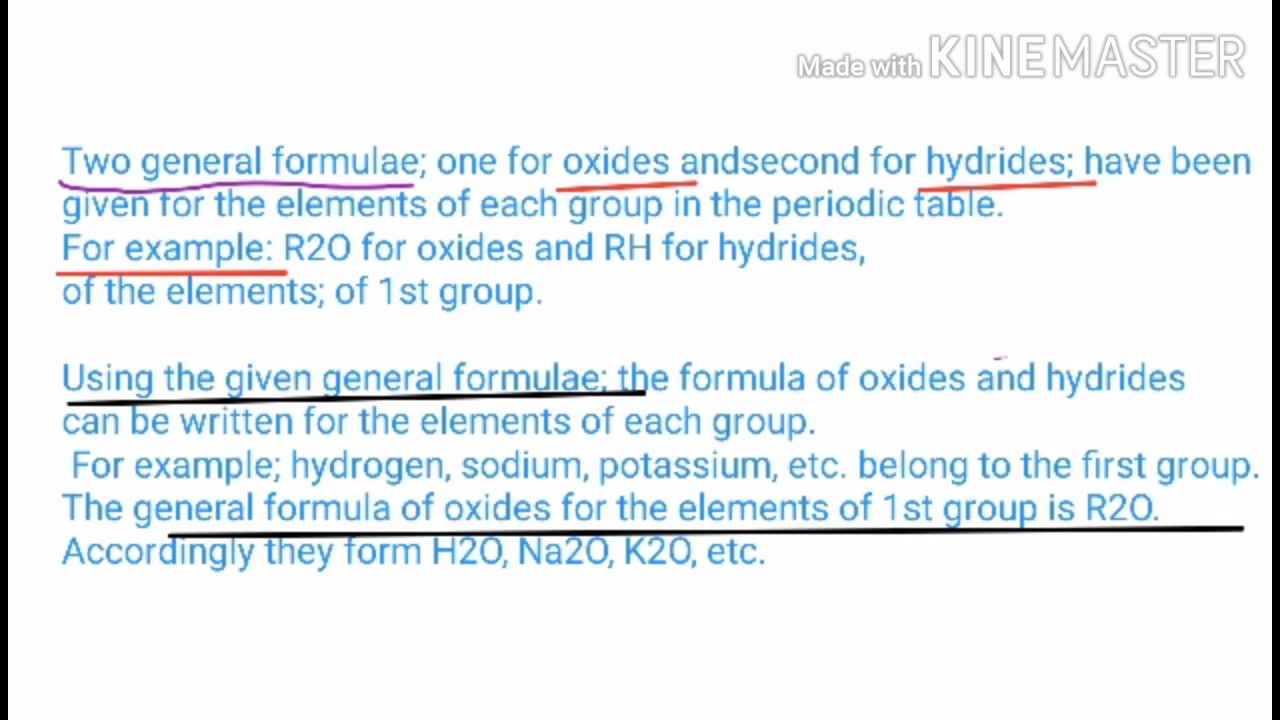 Made with KINEMASTER
Two general formulae; one for oxides andsecond for hydrides; have been
given for the elements of each group in the periodic table.
For example: R2O for oxides and RH for hydrides,
of the elements; of 1st group.
Using the given general formulae; the formula of oxides and hydrides
can be written for the elements of each group.
For example; hydrogen, sodium, potassium, etc. belong to the first group.
The general formula of oxides for the elements of 1st group is R2O.
Accordingly they form H2O, Na2O, K2O, etc.